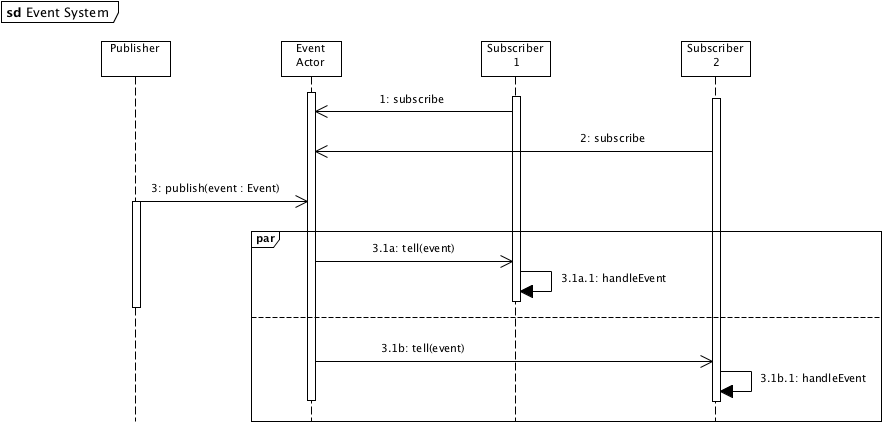 sd Event System
Publisher
Event
Actor
Subscriber
1
Subscriber
2
1: subscribe
2: subscribe
3: publish(event : Event)
par
3.1a: tell(event)
3.1a.1: handleEvent
3.1b: tell(event)
3.1b.1: handleEvent